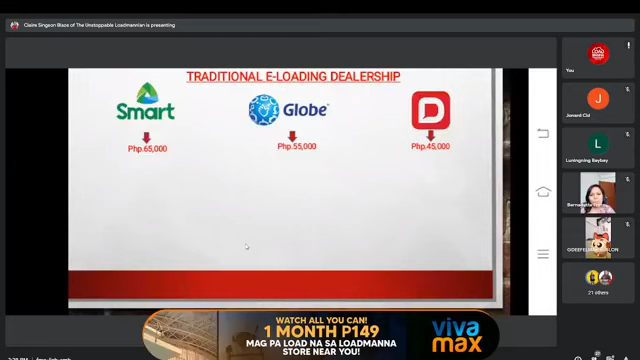 Claire Singson Blaze of The Unstoppable Loadmannian is presenting
TRADITIONAL E-LOADING DEALERSHIP
Smart
Globe
D
Php.65,000
Php.55,000
Php.45,000
LOAD
You
J
Jonard Cid
L
Luningning Baybay
21 others
WATCH ALL YOU CAN!
1 MONTH P149
MAG PA LOAD NA SA LOADMANNA
STORE NEAR YOU!
viva
max